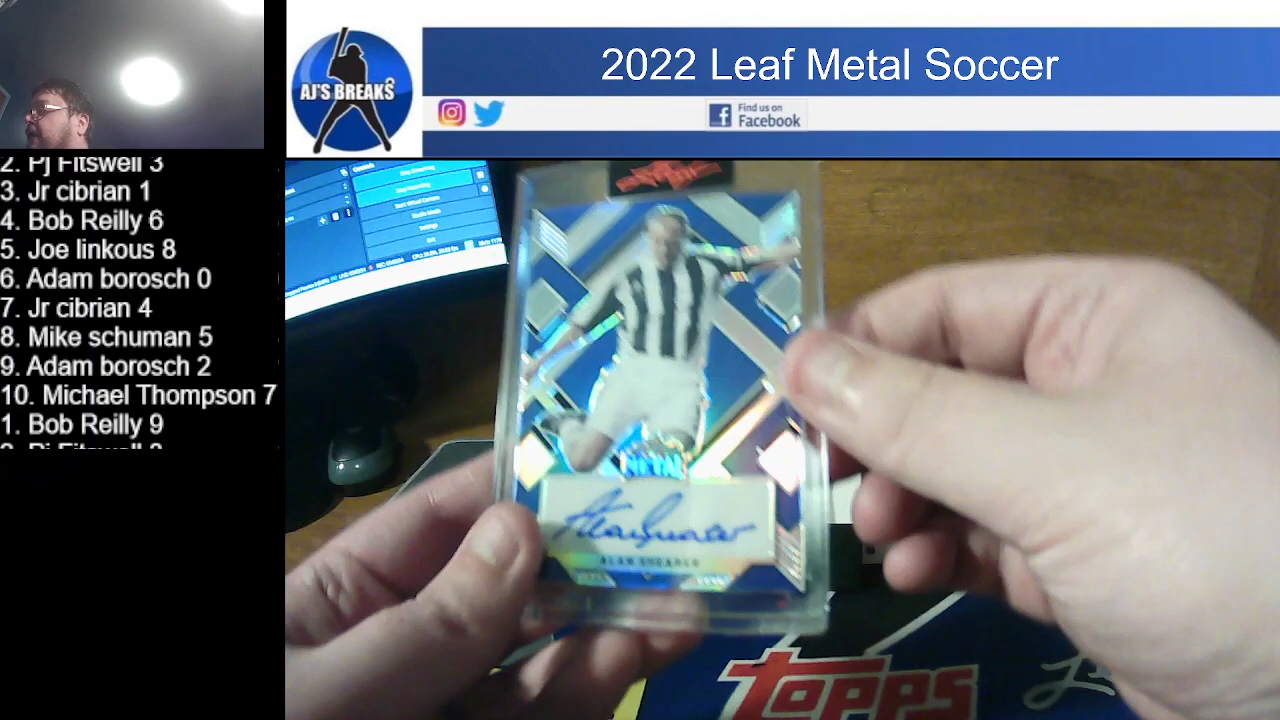 2022 Leaf Metal Soccer
AJ'S BREAKS
Find us on
Facebook
2. Pj Fitswell 3
3. Jr cibrian 1
4. Bob Reilly 6
5. Joe linkous 8
6. Adam borosch 0
7. Jr cibrian 4
8. Mike schuman 5
9. Adam borosch 2
10. Michael Thompson 7
1. Bob Reilly 9
METAL
ALAN SHEARER
TOPPS